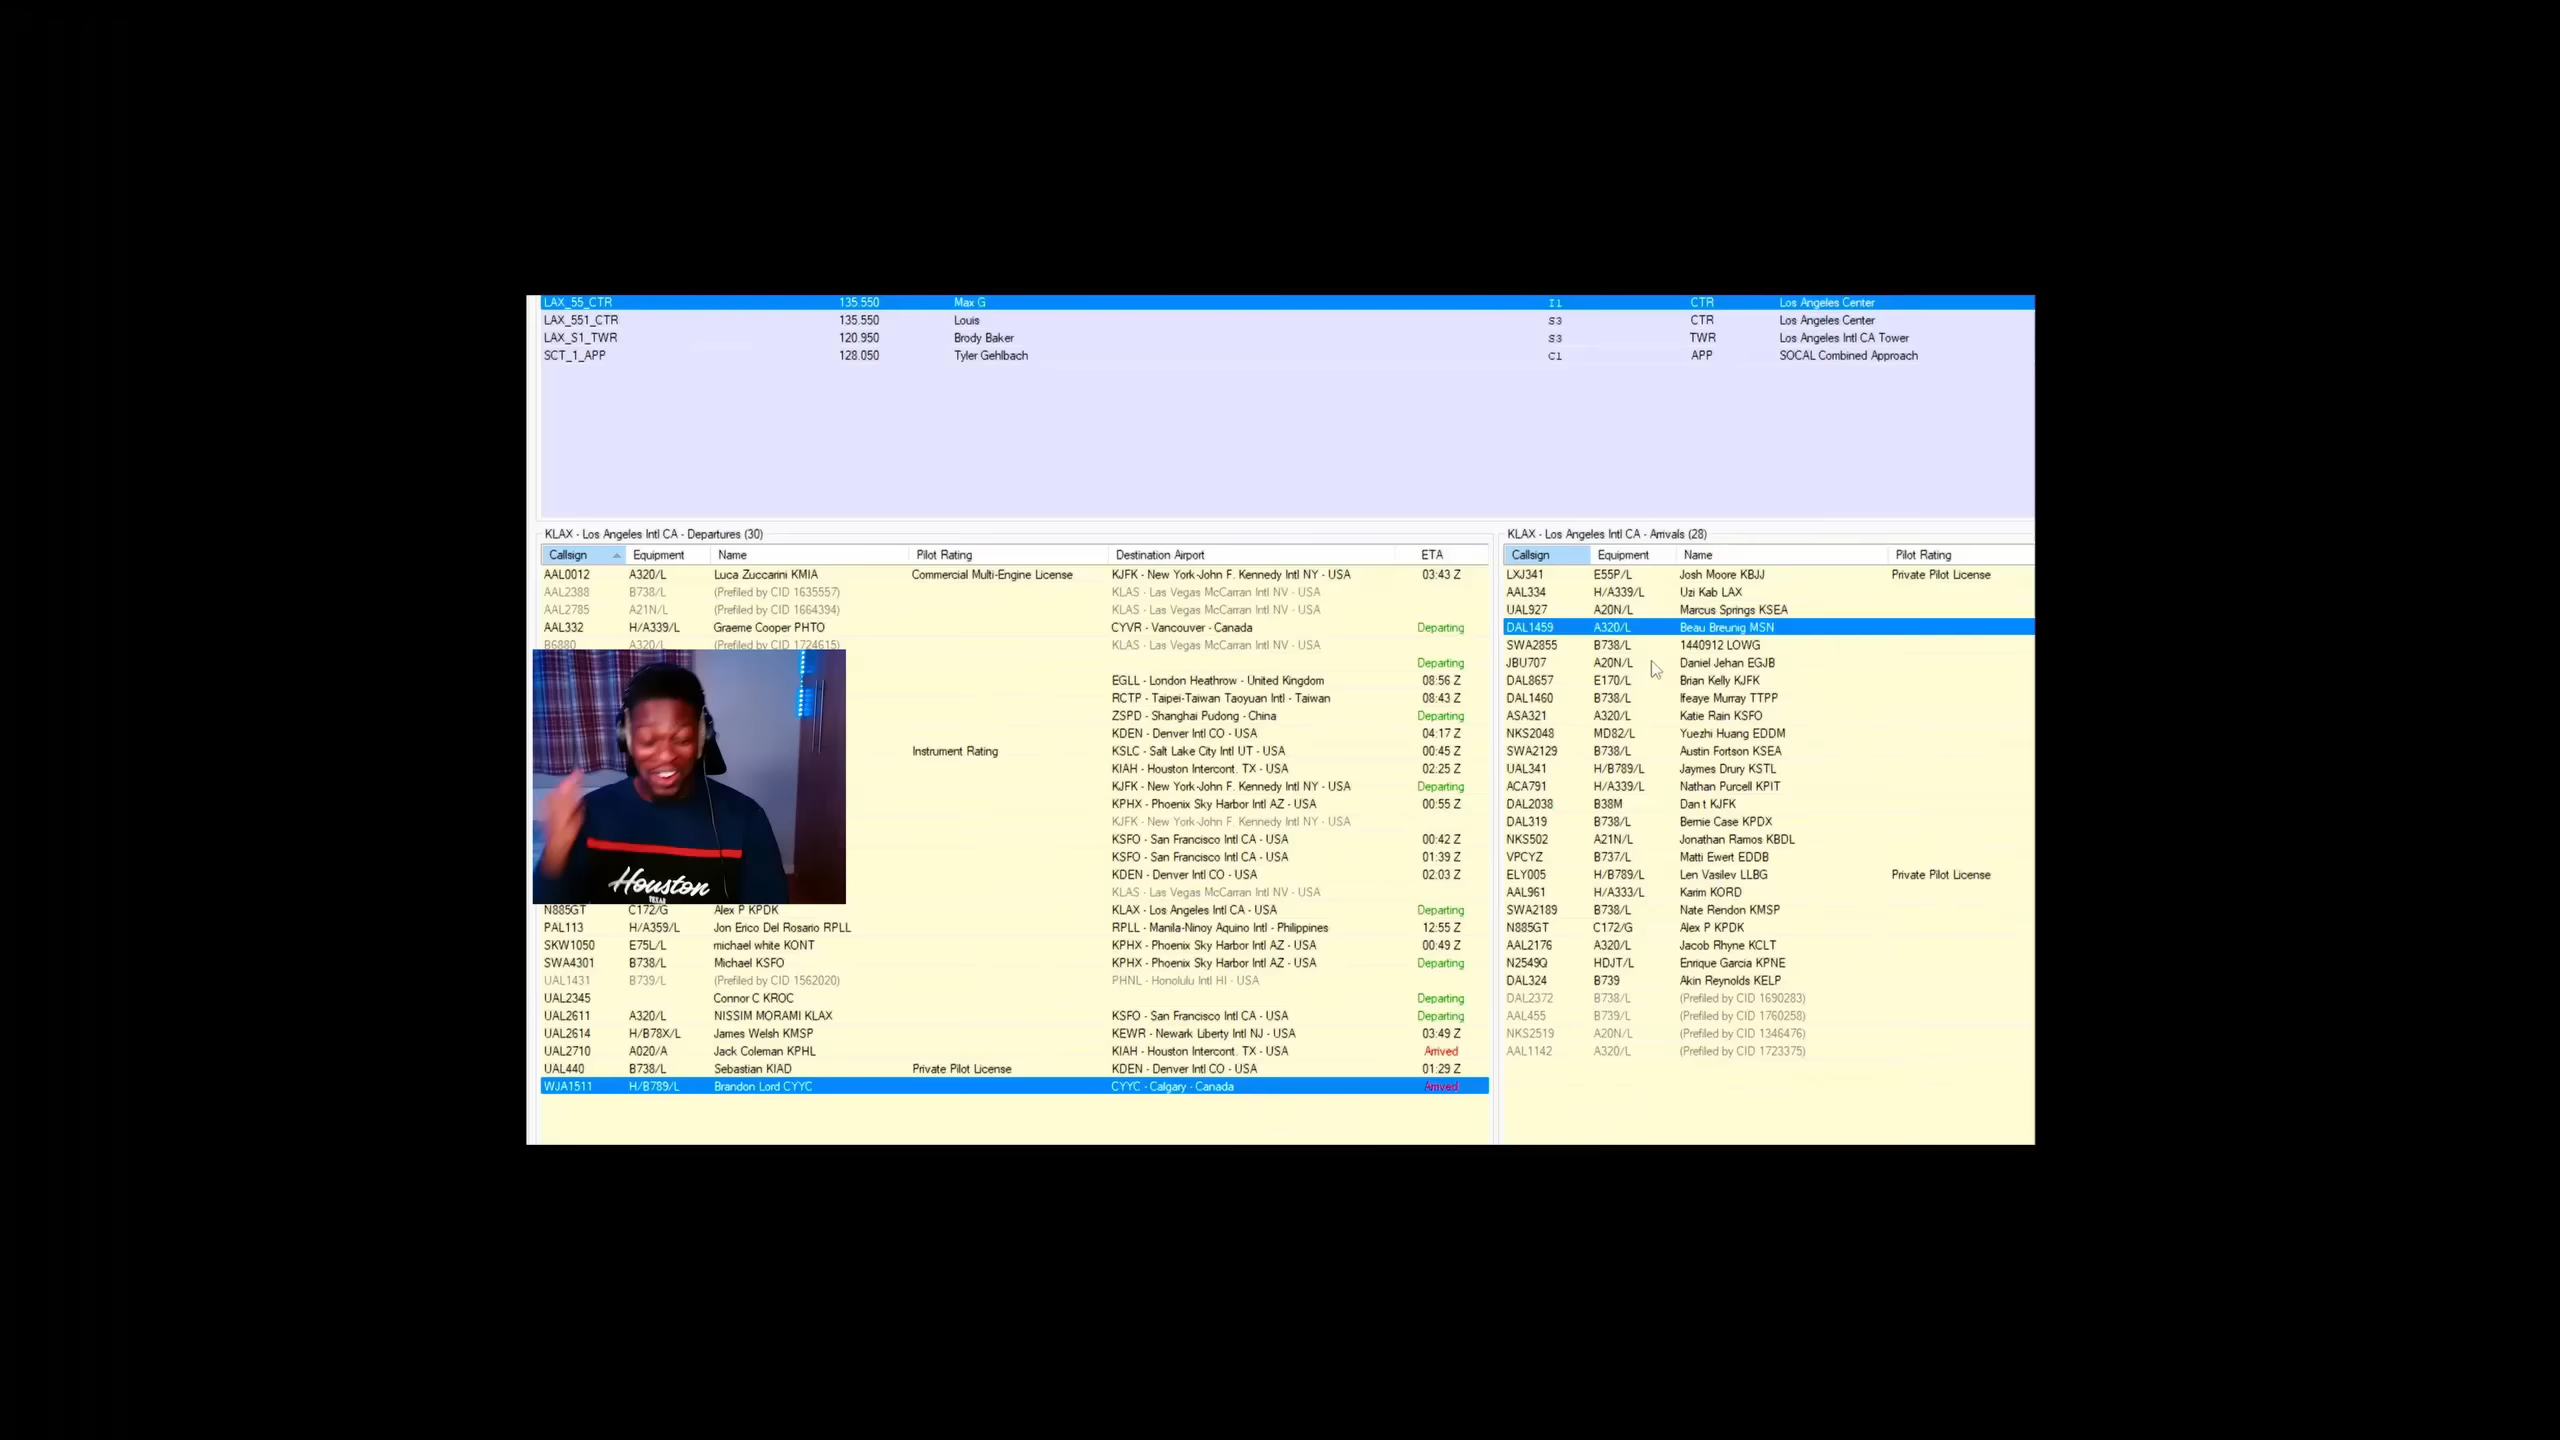 LAX_55_CTR 135.550 Max G I1 CTR Los Angeles Center
LAX_551_CTR 135.550 Louis S3 CTR Los Angeles Center
LAX_S1_TWR 120.950 Brody Baker S3 TWR Los Angeles Intl CA Tower
SCT_1_APP 128.050 Tyler Gehlbach C1 APP SOCAL Combined Approach
KLAX - Los Angeles Intl CA - Departures (30)
Callsign Equipment Name Pilot Rating Destination Airport ETA
AAL0012 A320/L Luca Zuccarini KMIA Commercial Multi-Engine License KJFK - New York-John F. Kennedy Intl NY - USA 03:43 Z
AAL2388 B738/L (Prefiled by CID 1635557) KLAS - Las Vegas McCarran Intl NV - USA
AAL2785 A21N/L (Prefiled by CID 1664394) KLAS - Las Vegas McCarran Intl NV - USA
AAL332 H/A339/L Graeme Cooper PHTO CYVR - Vancouver - Canada Departing
B6880 A320/L (Prefiled by CID 1724615) KLAS - Las Vegas McCarran Intl NV - USA
Departing
EGLL - London Heathrow - United Kingdom 08:56 Z
RCTP - Taipei-Taiwan Taoyuan Intl - Taiwan 08:43 Z
ZSPD - Shanghai Pudong - China Departing
KDEN - Denver Intl CO - USA 04:17 Z
Instrument Rating KSLC - Salt Lake City Intl UT - USA 00:45 Z
KIAH - Houston Intercont. TX - USA 02:25 Z
KJFK - New York-John F. Kennedy Intl NY - USA Departing
KPHX - Phoenix Sky Harbor Intl AZ - USA 00:55 Z
KJFK - New York-John F. Kennedy Intl NY - USA
KSFO - San Francisco Intl CA - USA 00:42 Z
KSFO - San Francisco Intl CA - USA 01:39 Z
KDEN - Denver Intl CO - USA 02:03 Z
KLAS - Las Vegas McCarran Intl NV - USA
N885GT C172/G Alex P KPDK KLAX - Los Angeles Intl CA - USA Departing
PAL113 H/A359/L Jon Erico Del Rosario RPLL RPLL - Manila-Ninoy Aquino Intl - Philippines 12:55 Z
SKW1050 E75L/L michael white KONT KPHX - Phoenix Sky Harbor Intl AZ - USA 00:49 Z
SWA4301 B738/L Michael KSFO KPHX - Phoenix Sky Harbor Intl AZ - USA Departing
UAL1431 B739/L (Prefiled by CID 1562020) PHNL - Honolulu Intl HI - USA
UAL2345 Connor C KROC Departing
UAL2611 A320/L NISSIM MORAMI KLAX KSFO - San Francisco Intl CA - USA Departing
UAL2614 H/B78X/L James Welsh KMSP KEWR - Newark Liberty Intl NJ - USA 03:49 Z
UAL2710 A020/A Jack Coleman KPHL KIAH - Houston Intercont. TX - USA Arrived
UAL440 B738/L Sebastian KIAD Private Pilot License KDEN - Denver Intl CO - USA 01:29 Z
WJA1511 H/B789/L Brandon Lord CYYC CYYC - Calgary - Canada Arrived
Houston
TEXAS
KLAX - Los Angeles Intl CA - Arrivals (28)
Callsign Equipment Name Pilot Rating
LXJ341 E55P/L Josh Moore KBJJ Private Pilot License
AAL334 H/A339/L Uzi Kab LAX
UAL927 A20N/L Marcus Springs KSEA
DAL1459 A320/L Beau Breunig MSN
SWA2855 B738/L 1440912 LOWG
JBU707 A20N/L Daniel Jehan EGJB
DAL8657 E170/L Brian Kelly KJFK
DAL1460 B738/L Ifeaye Murray TTPP
ASA321 A320/L Katie Rain KSFO
NKS2048 MD82/L Yuezhi Huang EDDM
SWA2129 B738/L Austin Fortson KSEA
UAL341 H/B789/L Jaymes Drury KSTL
ACA791 H/A339/L Nathan Purcell KPIT
DAL2038 B38M Dan t KJFK
DAL319 B738/L Bernie Case KPDX
NKS502 A21N/L Jonathan Ramos KBDL
VPCYZ B737/L Matti Ewert EDDB
ELY005 H/B789/L Len Vasilev LLBG Private Pilot License
AAL961 H/A333/L Karim KORD
SWA2189 B738/L Nate Rendon KMSP
N885GT C172/G Alex P KPDK
AAL2176 A320/L Jacob Rhyne KCLT
N2549Q HDJT/L Enrique Garcia KPNE
DAL324 B739 Akin Reynolds KELP
DAL2372 B738/L (Prefiled by CID 1690283)
AAL455 B739/L (Prefiled by CID 1760258)
NKS2519 A20N/L (Prefiled by CID 1346476)
AAL1142 A320/L (Prefiled by CID 1723375)